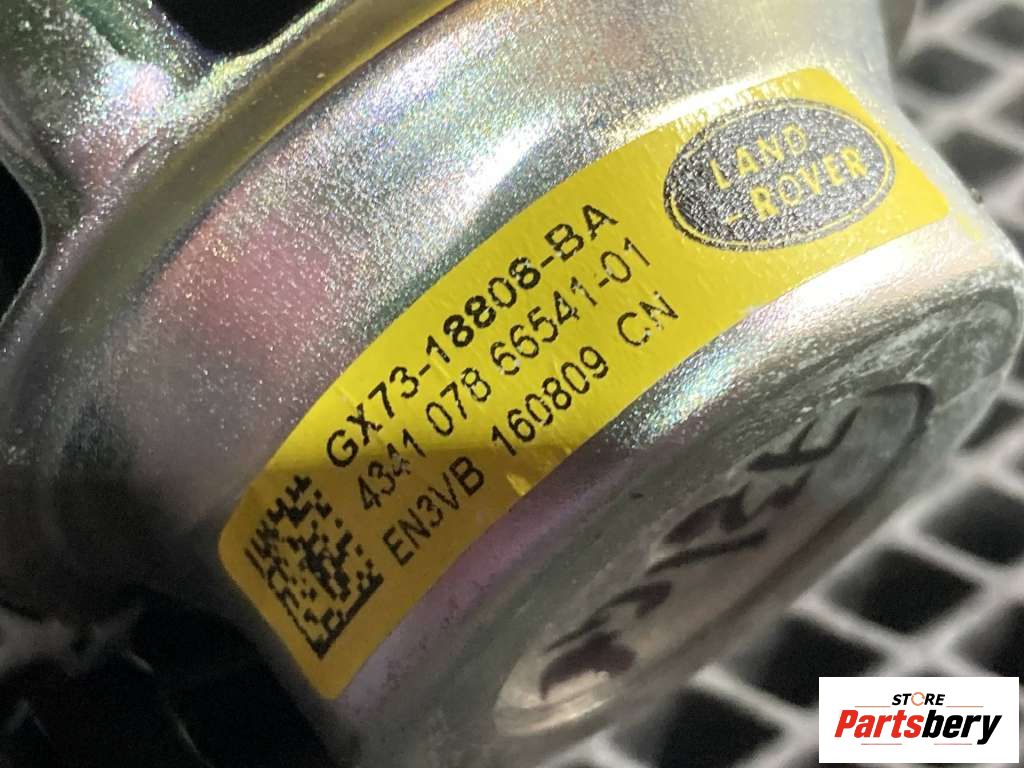 LAND
-ROVER
GX73-18808-BA
4341 078 66541-01
EN3VB 160809 CN
STORE
Partsbery